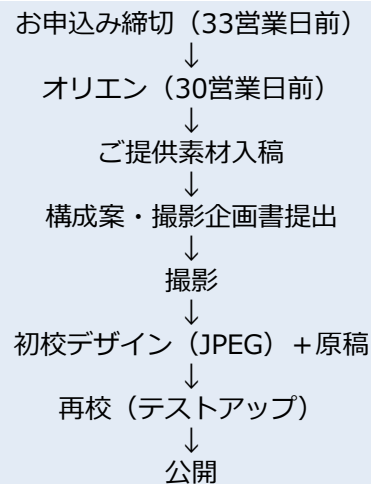 お申込み締切（33営業日前）
↓
オリエン（30営業日前）
↓
ご提供素材入稿
↓
構成案・撮影企画書提出
↓
撮影
↓
初校デザイン（JPEG）＋原稿
↓
再校（テストアップ）
↓
公開